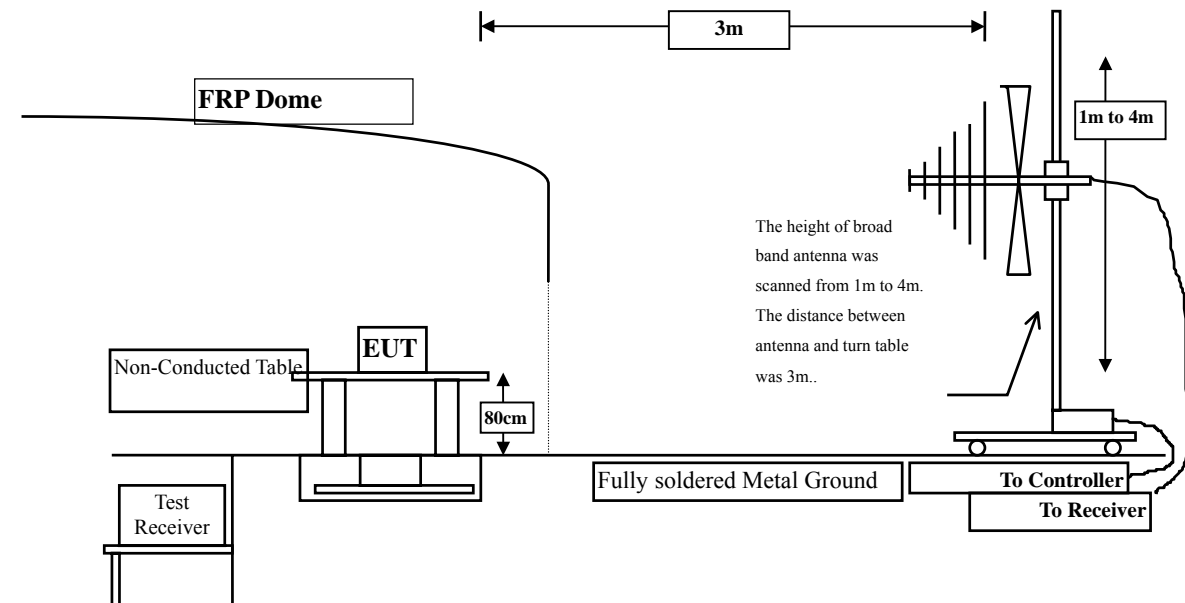 3m
FRP Dome
1m to 4m
The height of broad
band antenna was
scanned from 1m to 4m.
The distance between
antenna and turn table
was 3m..
EUT
Non-Conducted Table
80cm
Fully soldered Metal Ground
To Controller
To Receiver
Test
Receiver